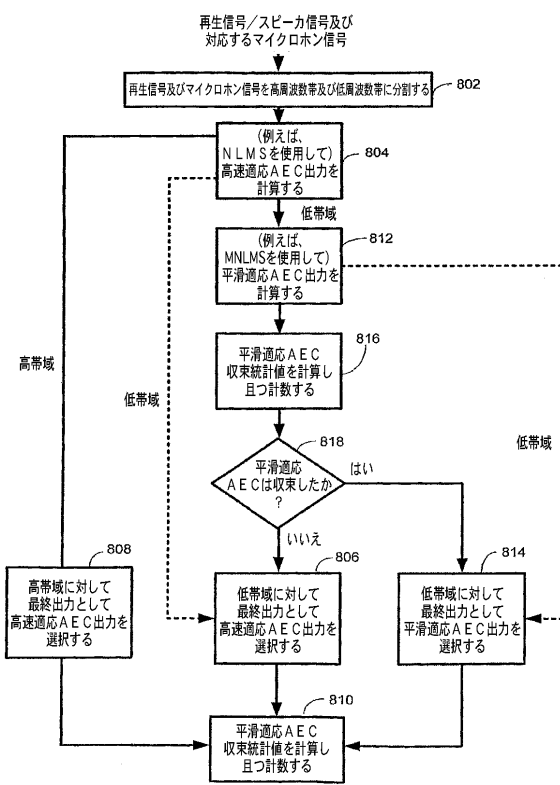 再生信号/スピーカ信号及び
対応するマイクロホン信号
再生信号及びマイクロホン信号を高周波数帯及び低周波数帯に分割する
802
(例えば、
NLMSを使用して)
高速適応AEC出力を
計算する
804
低帯域
(例えば、
MNLMSを使用して)
平滑適応AEC出力を
計算する
812
平滑適応AEC
収束統計値を計算し
且つ計数する
816
高帯域
低帯域
低帯域
平滑適応
AECは収束したか
?
818
はい
いいえ
高帯域に対して
最終出力として
高速適応AEC出力を
選択する
808
低帯域に対して
最終出力として
高速適応AEC出力を
選択する
806
低帯域に対して
最終出力として
平滑適応AEC出力を
選択する
814
平滑適応AEC
収束統計値を計算し
且つ計数する
810